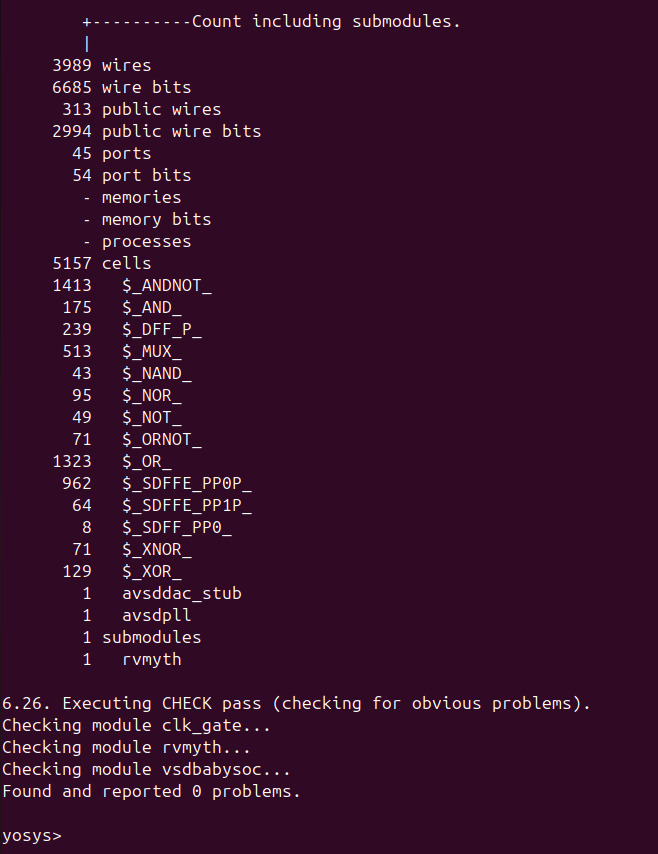 +----------Count including submodules.
|
3989 wires
6685 wire bits
313 public wires
2994 public wire bits
45 ports
54 port bits
- memories
- memory bits
- processes
5157 cells
1413   $_ANDNOT_
175   $_AND_
239   $_DFF_P_
513   $_MUX_
43   $_NAND_
95   $_NOR_
49   $_NOT_
71   $_ORNOT_
1323   $_OR_
962   $_SDFFE_PP0P_
64   $_SDFFE_PP1P_
8   $_SDFF_PP0_
71   $_XNOR_
129   $_XOR_
1   avsddac_stub
1   avsdpll
1 submodules
1   rvmyth
6.26. Executing CHECK pass (checking for obvious problems).
Checking module clk_gate...
Checking module rvmyth...
Checking module vsdbabysoc...
Found and reported 0 problems.
yosys>